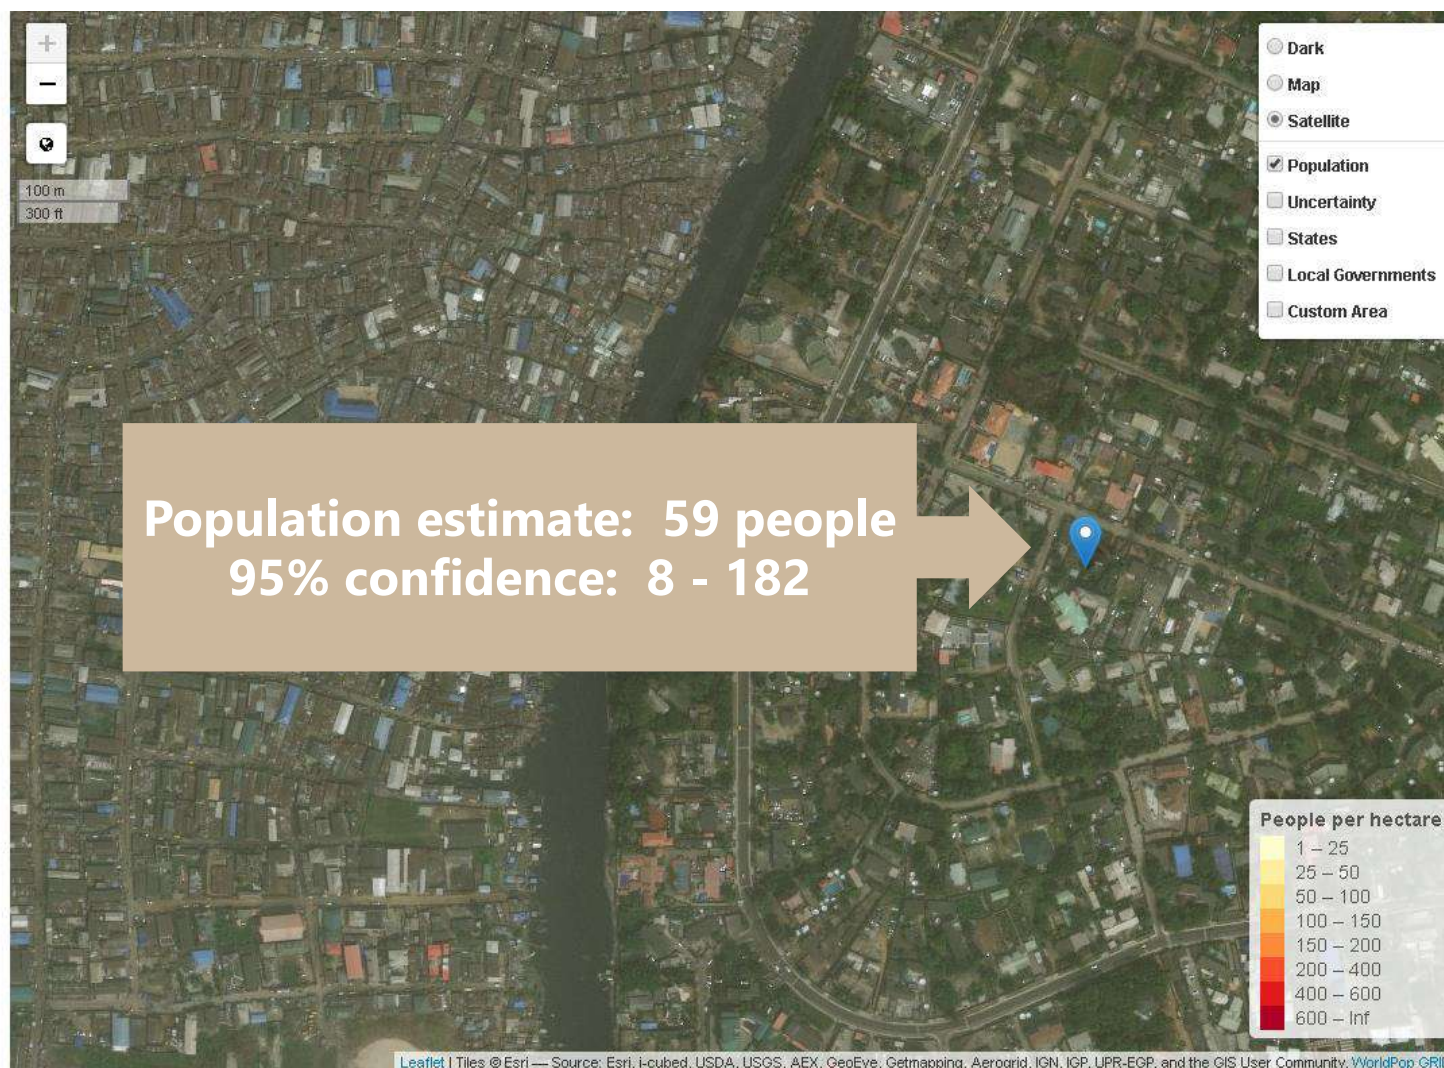 +
−
100 m
300 ft
Dark
Map
Satellite
Population
Uncertainty
States
Local Governments
Custom Area
Population estimate:  59 people
95% confidence:  8 - 182
People per hectare
1 – 25
25 – 50
50 – 100
100 – 150
150 – 200
200 – 400
400 – 600
600 – Inf
Leaflet | Tiles © Esri — Source: Esri, i-cubed, USDA, USGS, AEX, GeoEye, Getmapping, Aerogrid, IGN, IGP, UPR-EGP, and the GIS User Community, WorldPop GRI